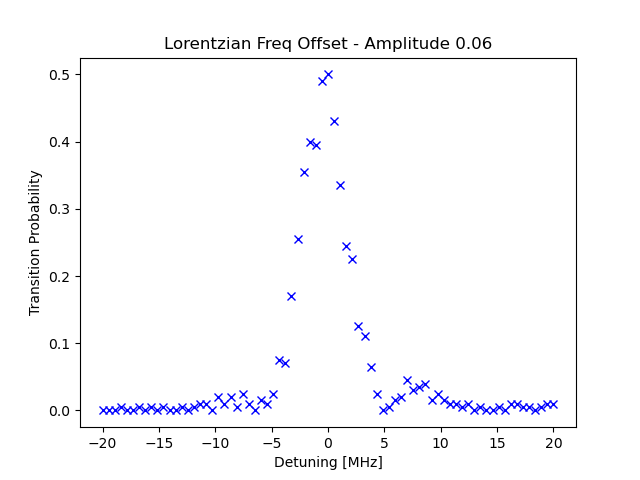 Lorentzian Freq Offset - Amplitude 0.06
0.5
0.4
0.3
0.2
0.1
0.0
Transition Probability
−20 −15 −10 −5 0 5 10 15 20
Detuning [MHz]